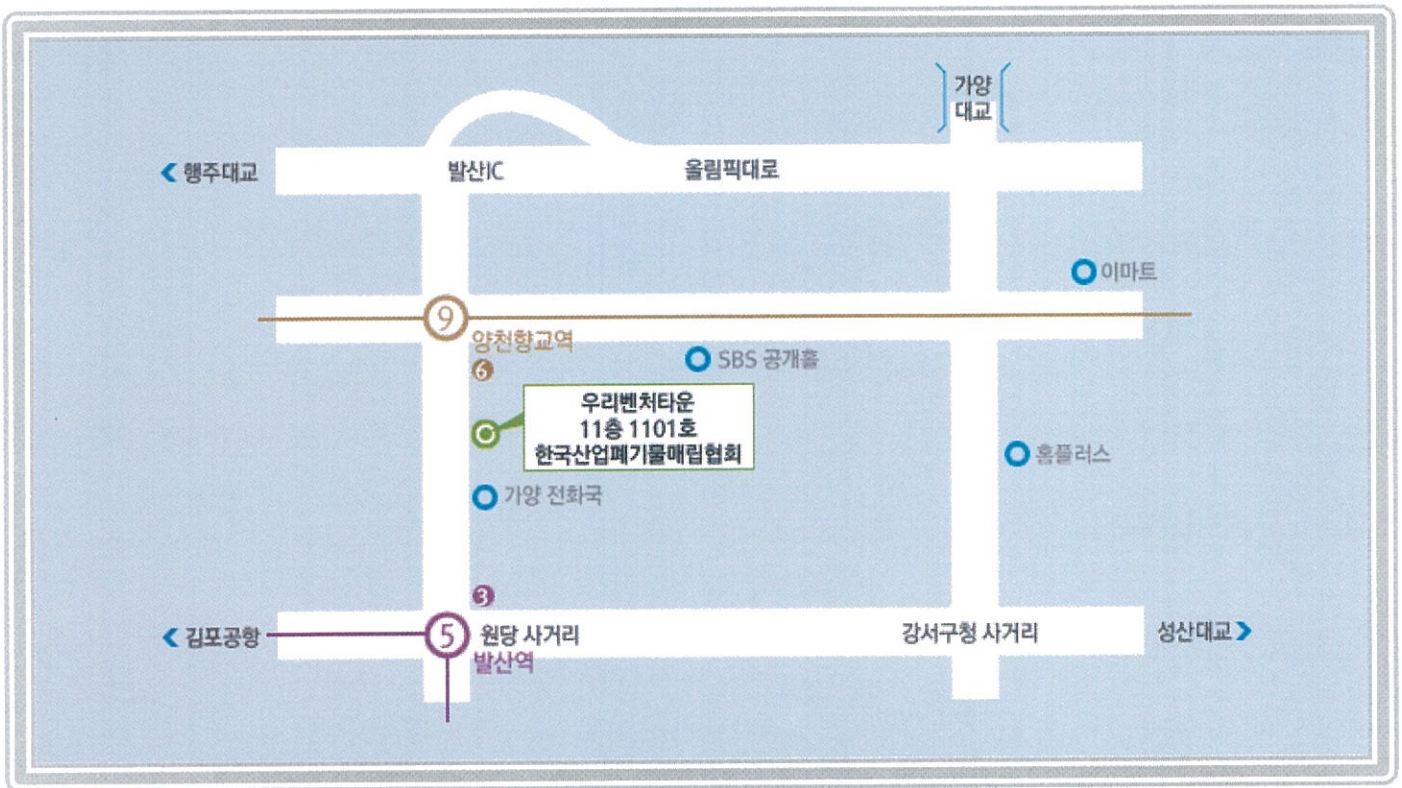 가양
대교
행주대교
발산IC
올림픽대로
이마트
9
양천향교역
6
SBS 공개홀
우리벤처타운
11층 1101호
한국산업폐기물매립협회
홈플러스
가양 전화국
3
김포공항
5
원당 사거리
발산역
강서구청 사거리
성산대교